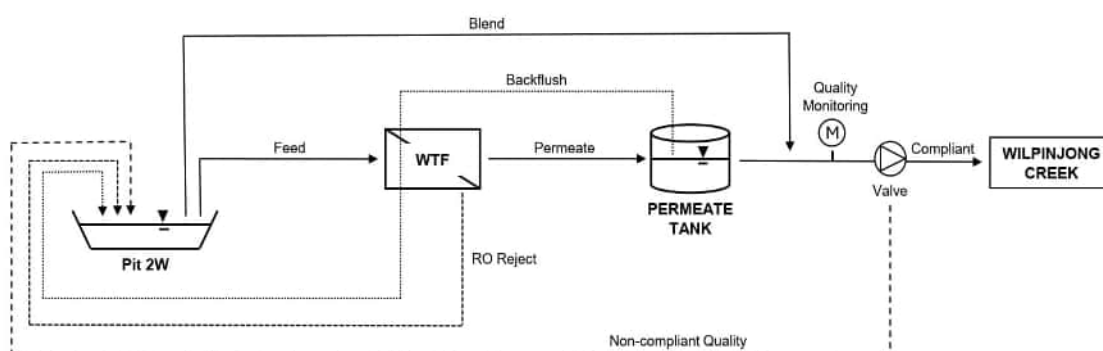 Blend
Backflush
Quality
Monitoring
M
Feed
WTF
Permeate
Compliant
WILPINJONG
CREEK
Valve
PERMEATE
TANK
Pit 2W
RO Reject
Non-compliant Quality